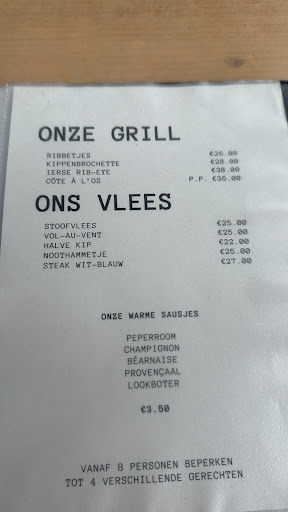 ONZE GRILL
RIBBETJES €26.00
KIPPENBROCHETTE €28.00
IERSE RIB-EYE €38.00
CÔTE À L'OS P.P. €36.00
ONS VLEES
STOOFVLEES €25.00
VOL-AU-VENT €25.00
HALVE KIP €22.00
NOOTHAMMETJE €25.00
STEAK WIT-BLAUW €27.00
ONZE WARME SAUSJES
PEPERROOM
CHAMPIGNON
BÉARNAISE
PROVENÇAAL
LOOKBOTER
€3.50
VANAF 8 PERSONEN BEPERKEN
TOT 4 VERSCHILLENDE GERECHTEN